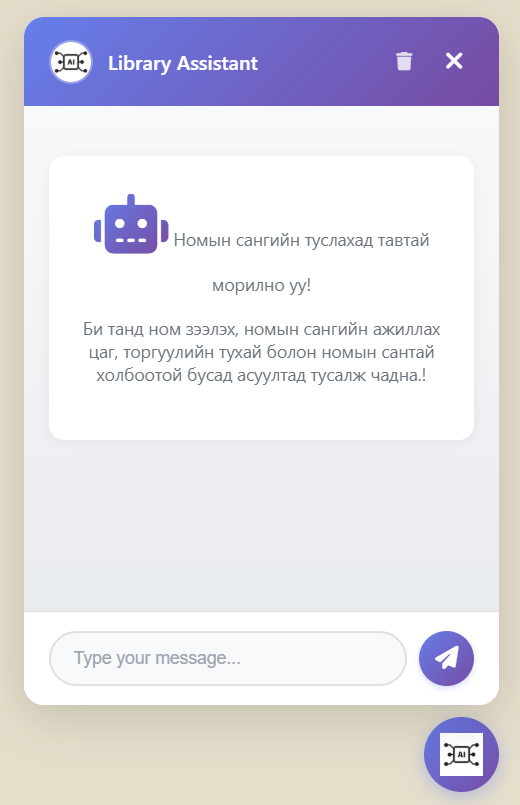 AI
Library Assistant
Номын сангийн туслахад тавтай
морилно уу!
Би танд ном зээлэх, номын сангийн ажиллах
цаг, торгуулийн тухай болон номын сантай
холбоотой бусад асуултад тусалж чадна.!
Type your message...
AI